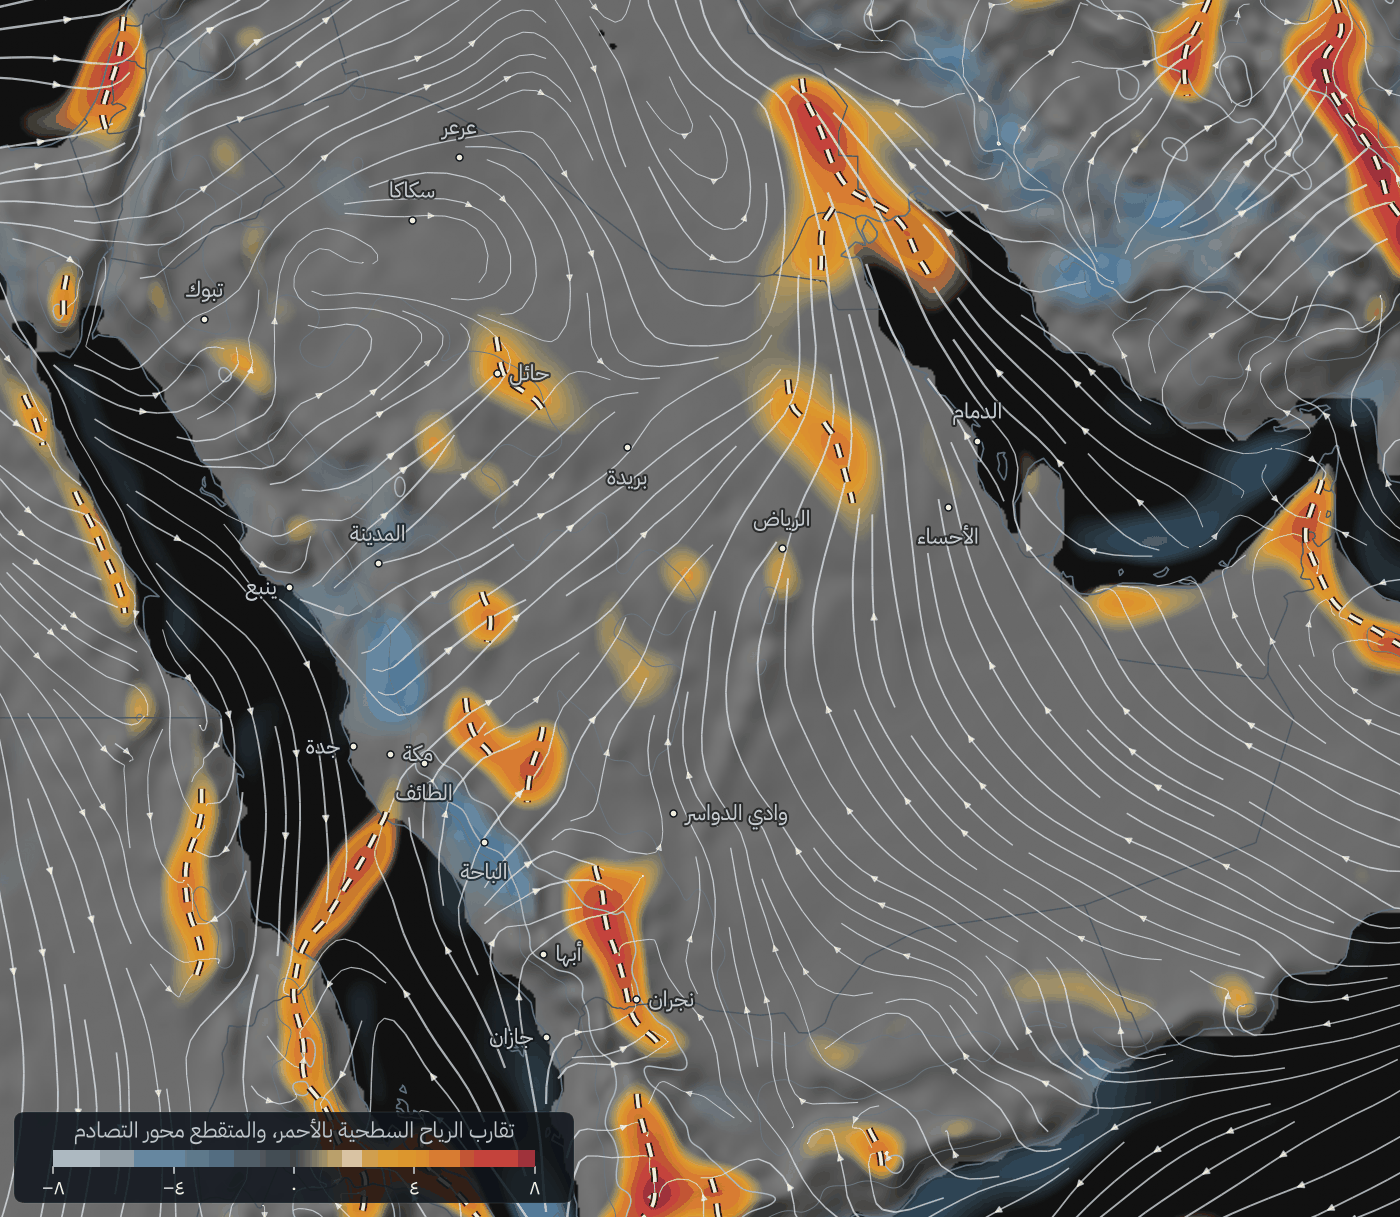 عرعر
سكاكا
تبوك
حائل
الدمام
بريدة
الرياض
الأحساء
المدينة
ينبع
جدة
مكة
الطائف
وادي الدواسر
الباحة
أبها
نجران
جازان
تقارب الرياح السطحية بالأحمر، والمتقطع محور التصادم
−٨ −٤ ٠ ٤ ٨